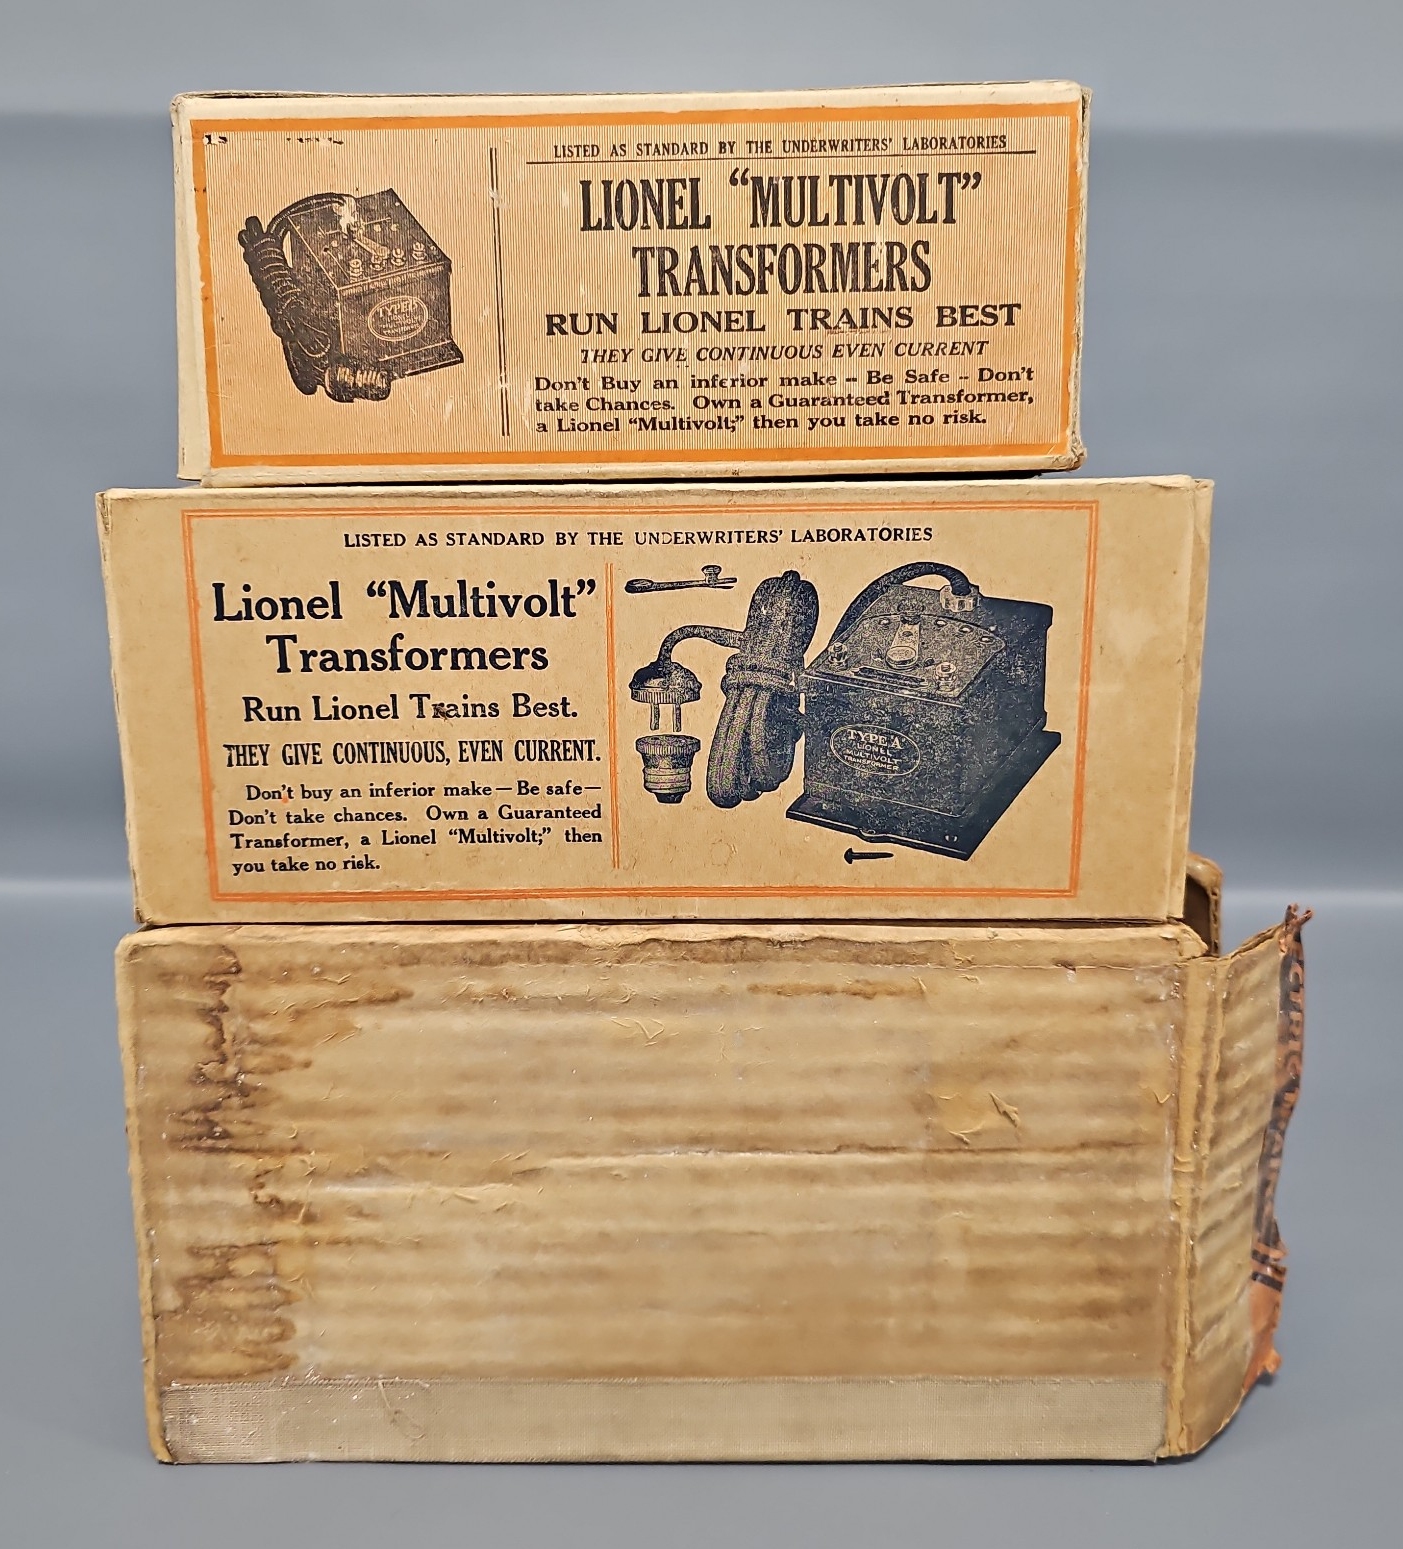 LISTED AS STANDARD BY THE UNDERWRITERS' LABORATORIES
LIONEL “MULTIVOLT”
TRANSFORMERS
RUN LIONEL TRAINS BEST
THEY GIVE CONTINUOUS EVEN CURRENT
Don't Buy an inferior make -- Be Safe -- Don't
take Chances. Own a Guaranteed Transformer,
a Lionel “Multivolt;” then you take no risk.
TYPE-A
LIONEL
MULTIVOLT
TRANSFORMER
LISTED AS STANDARD BY THE UNDERWRITERS' LABORATORIES
Lionel “Multivolt”
Transformers
Run Lionel Trains Best.
THEY GIVE CONTINUOUS, EVEN CURRENT.
Don't buy an inferior make — Be safe —
Don't take chances. Own a Guaranteed
Transformer, a Lionel “Multivolt;” then
you take no risk.
TYPE-A
LIONEL
MULTIVOLT
TRANSFORMER